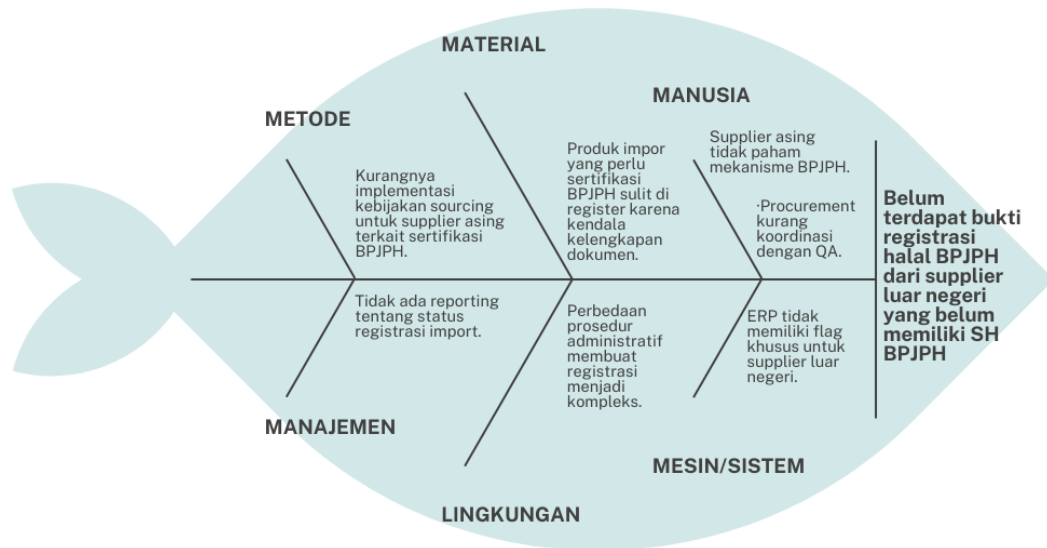 MATERIAL
MANUSIA
METODE
Supplier asing
tidak paham
mekanisme BPJPH.
·Procurement
kurang
koordinasi
dengan QA.
Produk impor
yang perlu
sertifikasi
BPJPH sulit di
register karena
kendala
kelengkapan
dokumen.
Kurangnya
implementasi
kebijakan sourcing
untuk supplier asing
terkait sertifikasi
BPJPH.
Belum
terdapat bukti
registrasi
halal BPJPH
dari supplier
luar negeri
yang belum
memiliki SH
BPJPH
Tidak ada reporting
tentang status
registrasi import.
Perbedaan
prosedur
administratif
membuat
registrasi
menjadi
kompleks.
ERP tidak
memiliki flag
khusus untuk
supplier luar
negeri.
MANAJEMEN
MESIN/SISTEM
LINGKUNGAN